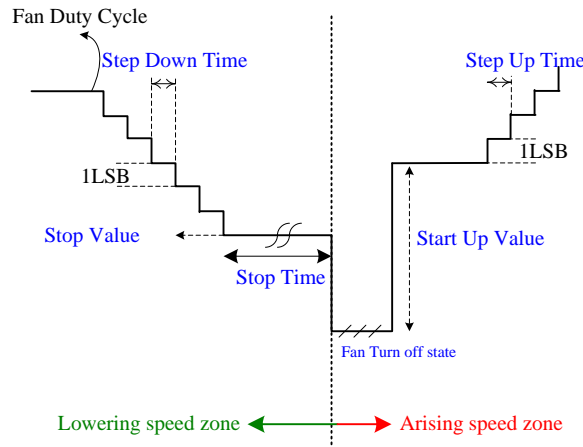 Fan Duty Cycle
Step Down Time
Step Up Time
1LSB
1LSB
Stop Value
Start Up Value
Stop Time
Fan Turn off state
Lowering speed zone
Arising speed zone